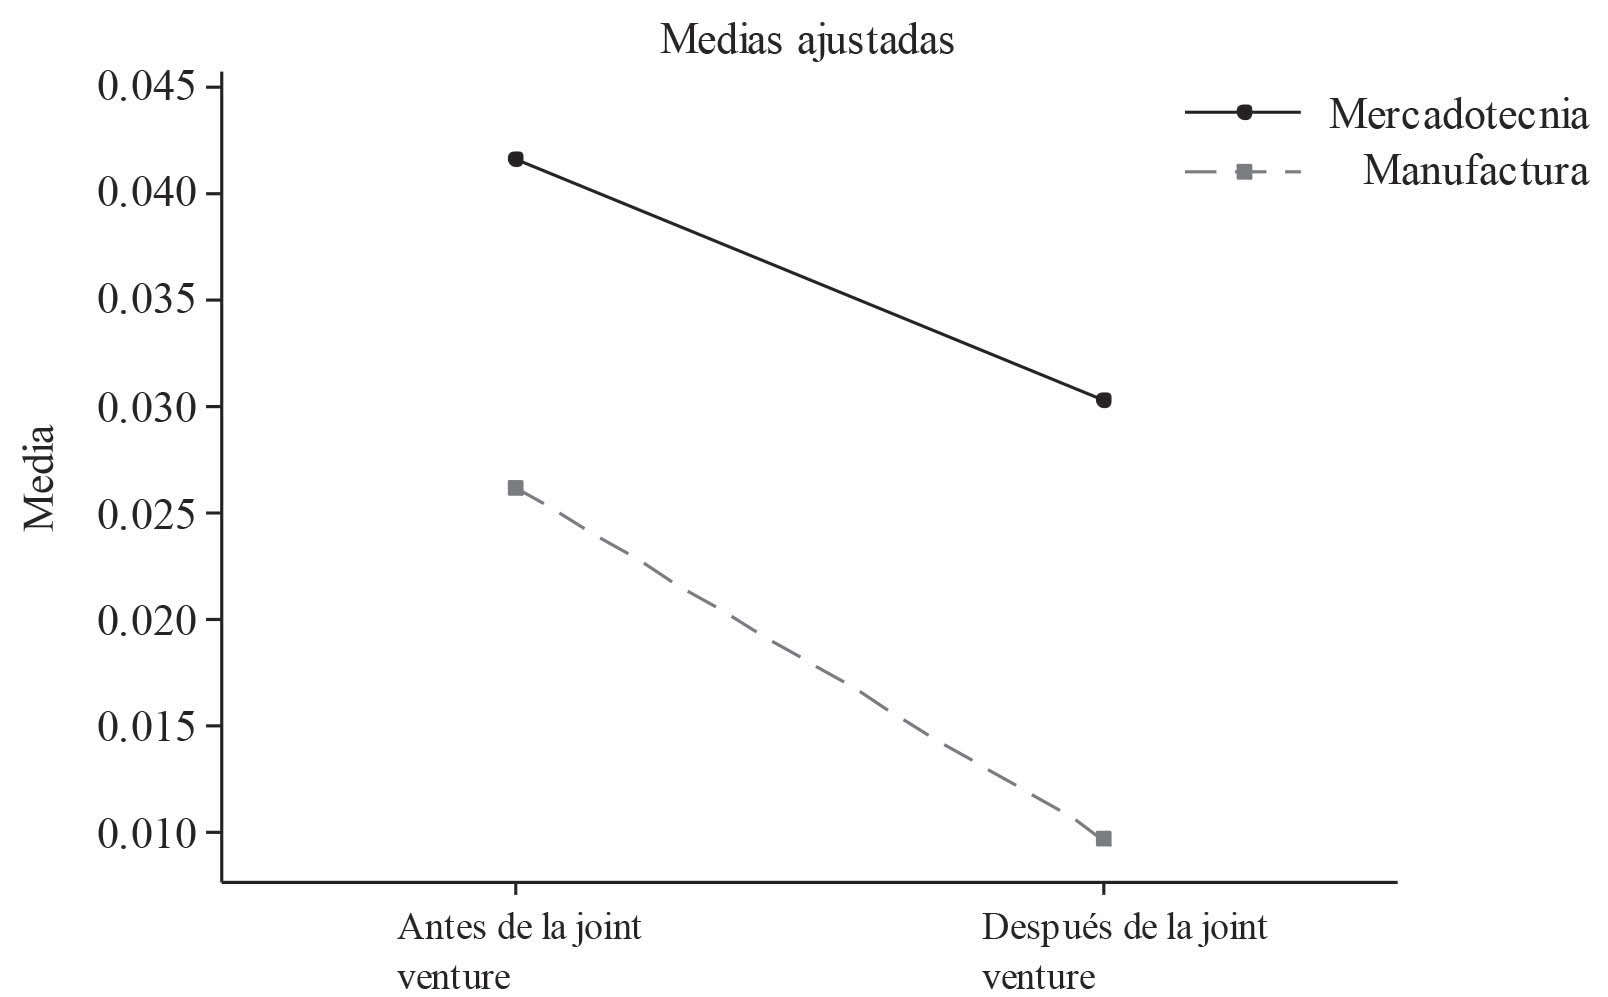 Medias ajustadas
Mercadotecnia
Manufactura
Media
0.045
0.040
0.035
0.030
0.025
0.020
0.015
0.010
Antes de la joint
venture
Después de la joint
venture